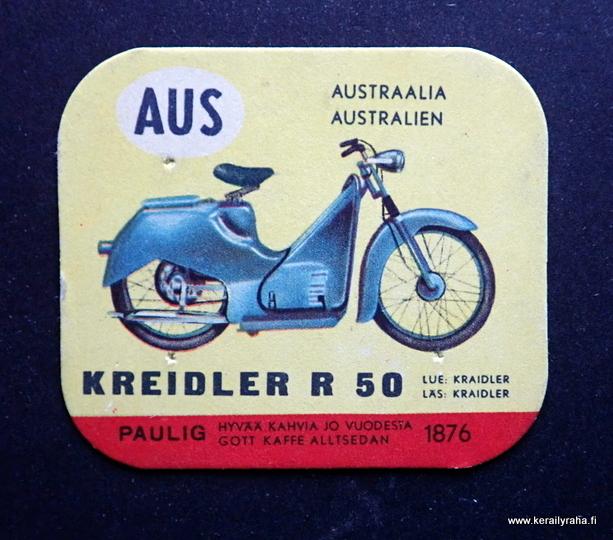 AUS
AUSTRAALIA
AUSTRALIEN
KREIDLER R 50
LUE: KRAIDLER
LÄS: KRAIDLER
PAULIG
HYVÄÄ KAHVIA JO VUODESTA
GOTT KAFFE ALLTSEDAN
1876
www.kerailyraha.fi